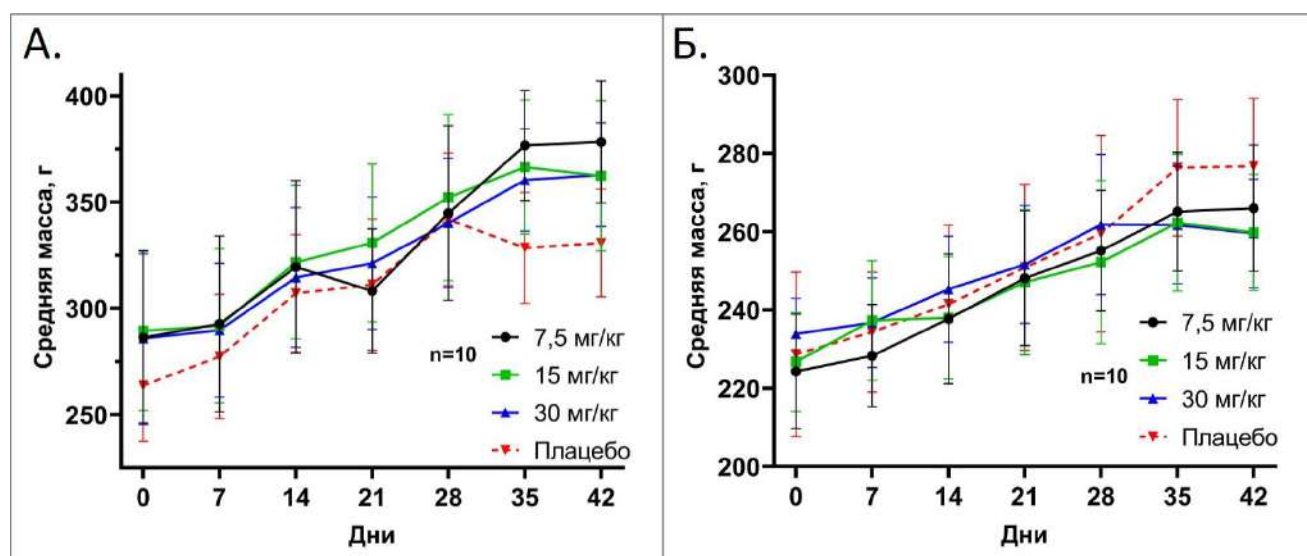 А.
Средняя масса, г
400
350
300
250
0 7 14 21 28 35 42
Дни
n=10
7,5 мг/кг
15 мг/кг
30 мг/кг
Плацебо
Б.
Средняя масса, г
300
280
260
240
220
200
0 7 14 21 28 35 42
Дни
n=10
7,5 мг/кг
15 мг/кг
30 мг/кг
Плацебо